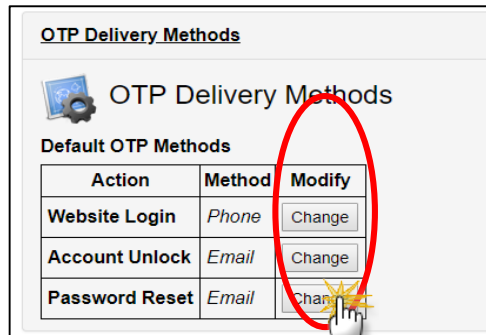 OTP Delivery Methods
OTP Delivery Methods
Default OTP Methods
Action Method Modify
Website Login Phone Change
Account Unlock Email Change
Password Reset Email Change